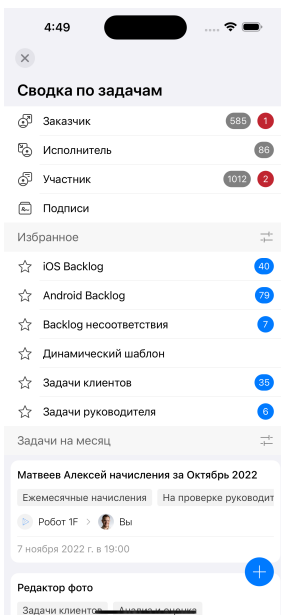 4:49
Сводка по задачам
Заказчик 585 1
Исполнитель 86
Участник 1012 2
Подписи
Избранное
iOS Backlog 40
Android Backlog 79
Backlog несоответствия 7
Динамический шаблон
Задачи клиентов 35
Задачи руководителя 6
Задачи на месяц
Матвеев Алексей начисления за Октябрь 2022
Ежемесячные начисления На проверке руководит
Робот 1F > Вы
7 ноября 2022 г. в 19:00
Редактор фото
Задачи клиентов Анализ и оценка